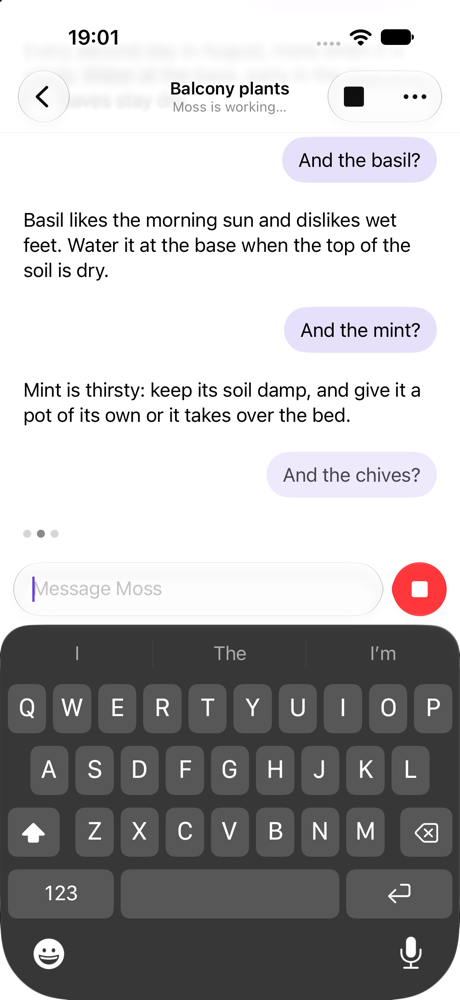 19:01
Balcony plants
Moss is working...
And the basil?
Basil likes the morning sun and dislikes wet
feet. Water it at the base when the top of the
soil is dry.
And the mint?
Mint is thirsty: keep its soil damp, and give it a
pot of its own or it takes over the bed.
And the chives?
Message Moss
I The I'm
Q W E R T Y U I O P
A S D F G H J K L
Z X C V B N M
123